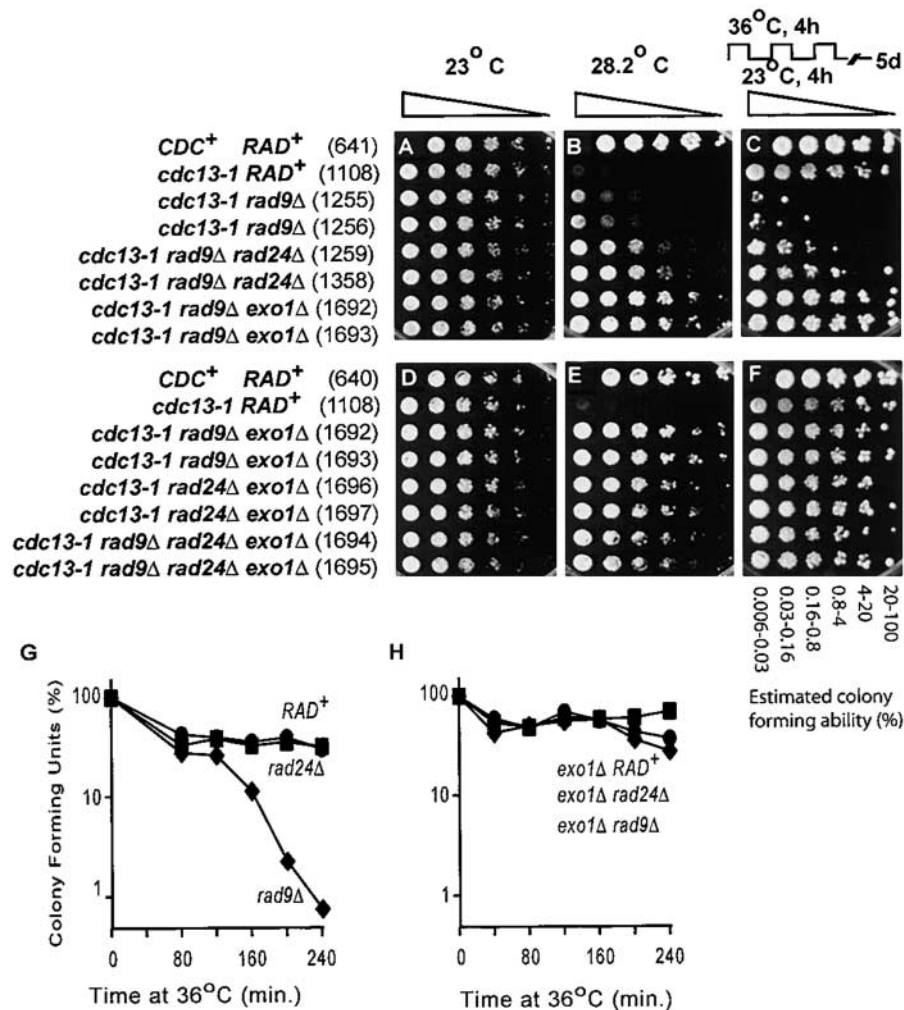 36°C, 4h
23°C 28.2°C 5d
23°C, 4h
A B C
CDC+ RAD+ (641)
cdc13-1 RAD+ (1108)
cdc13-1 rad9Δ (1255)
cdc13-1 rad9Δ (1256)
cdc13-1 rad9Δ rad24Δ (1259)
cdc13-1 rad9Δ rad24Δ (1358)
cdc13-1 rad9Δ exo1Δ (1692)
cdc13-1 rad9Δ exo1Δ (1693)
D E F
CDC+ RAD+ (640)
cdc13-1 RAD+ (1108)
cdc13-1 rad9Δ exo1Δ (1692)
cdc13-1 rad9Δ exo1Δ (1693)
cdc13-1 rad24Δ exo1Δ (1696)
cdc13-1 rad24Δ exo1Δ (1697)
cdc13-1 rad9Δ rad24Δ exo1Δ (1694)
cdc13-1 rad9Δ rad24Δ exo1Δ (1695)
0.006-0.03
0.03-0.16
0.16-0.8
0.8-4
4-20
20-100
Estimated colony
forming ability (%)
G
Colony Forming Units (%)
100
10
1
RAD+
rad24Δ
rad9Δ
0 80 160 240
Time at 36°C (min.)
H
100
10
1
exo1Δ RAD+
exo1Δ rad24Δ
exo1Δ rad9Δ
0 80 160 240
Time at 36°C (min.)